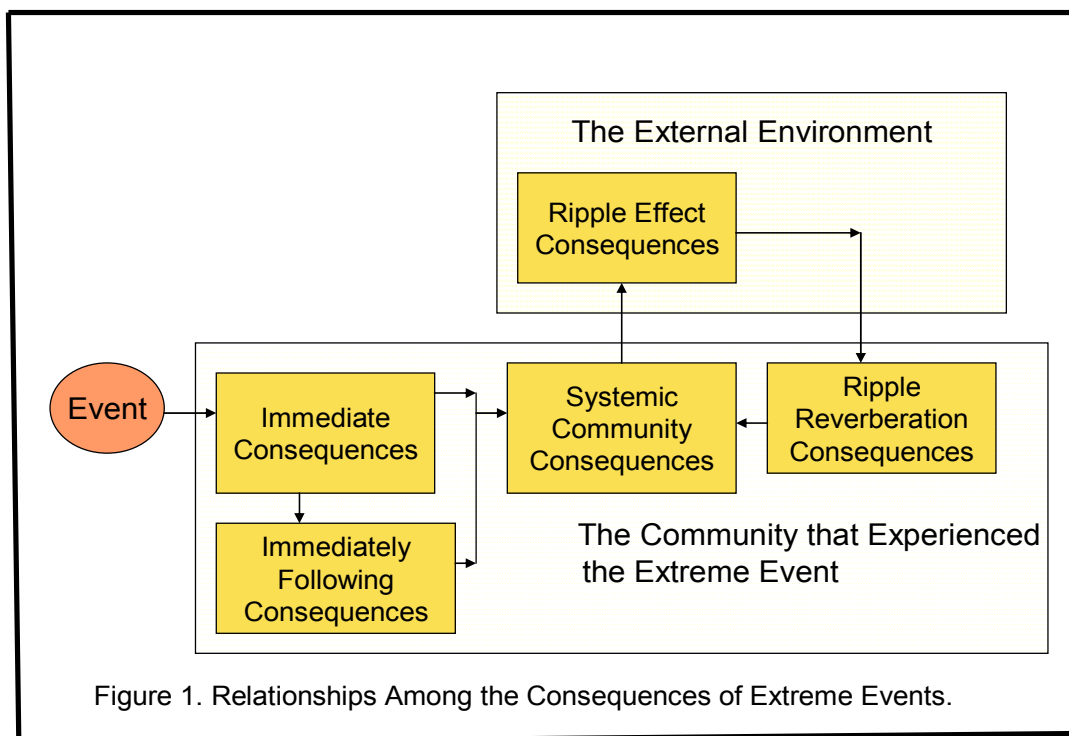 The External Environment
Ripple Effect
Consequences
Event
Immediate
Consequences
Systemic
Community
Consequences
Ripple
Reverberation
Consequences
Immediately
Following
Consequences
The Community that Experienced
the Extreme Event
Figure 1. Relationships Among the Consequences of Extreme Events.